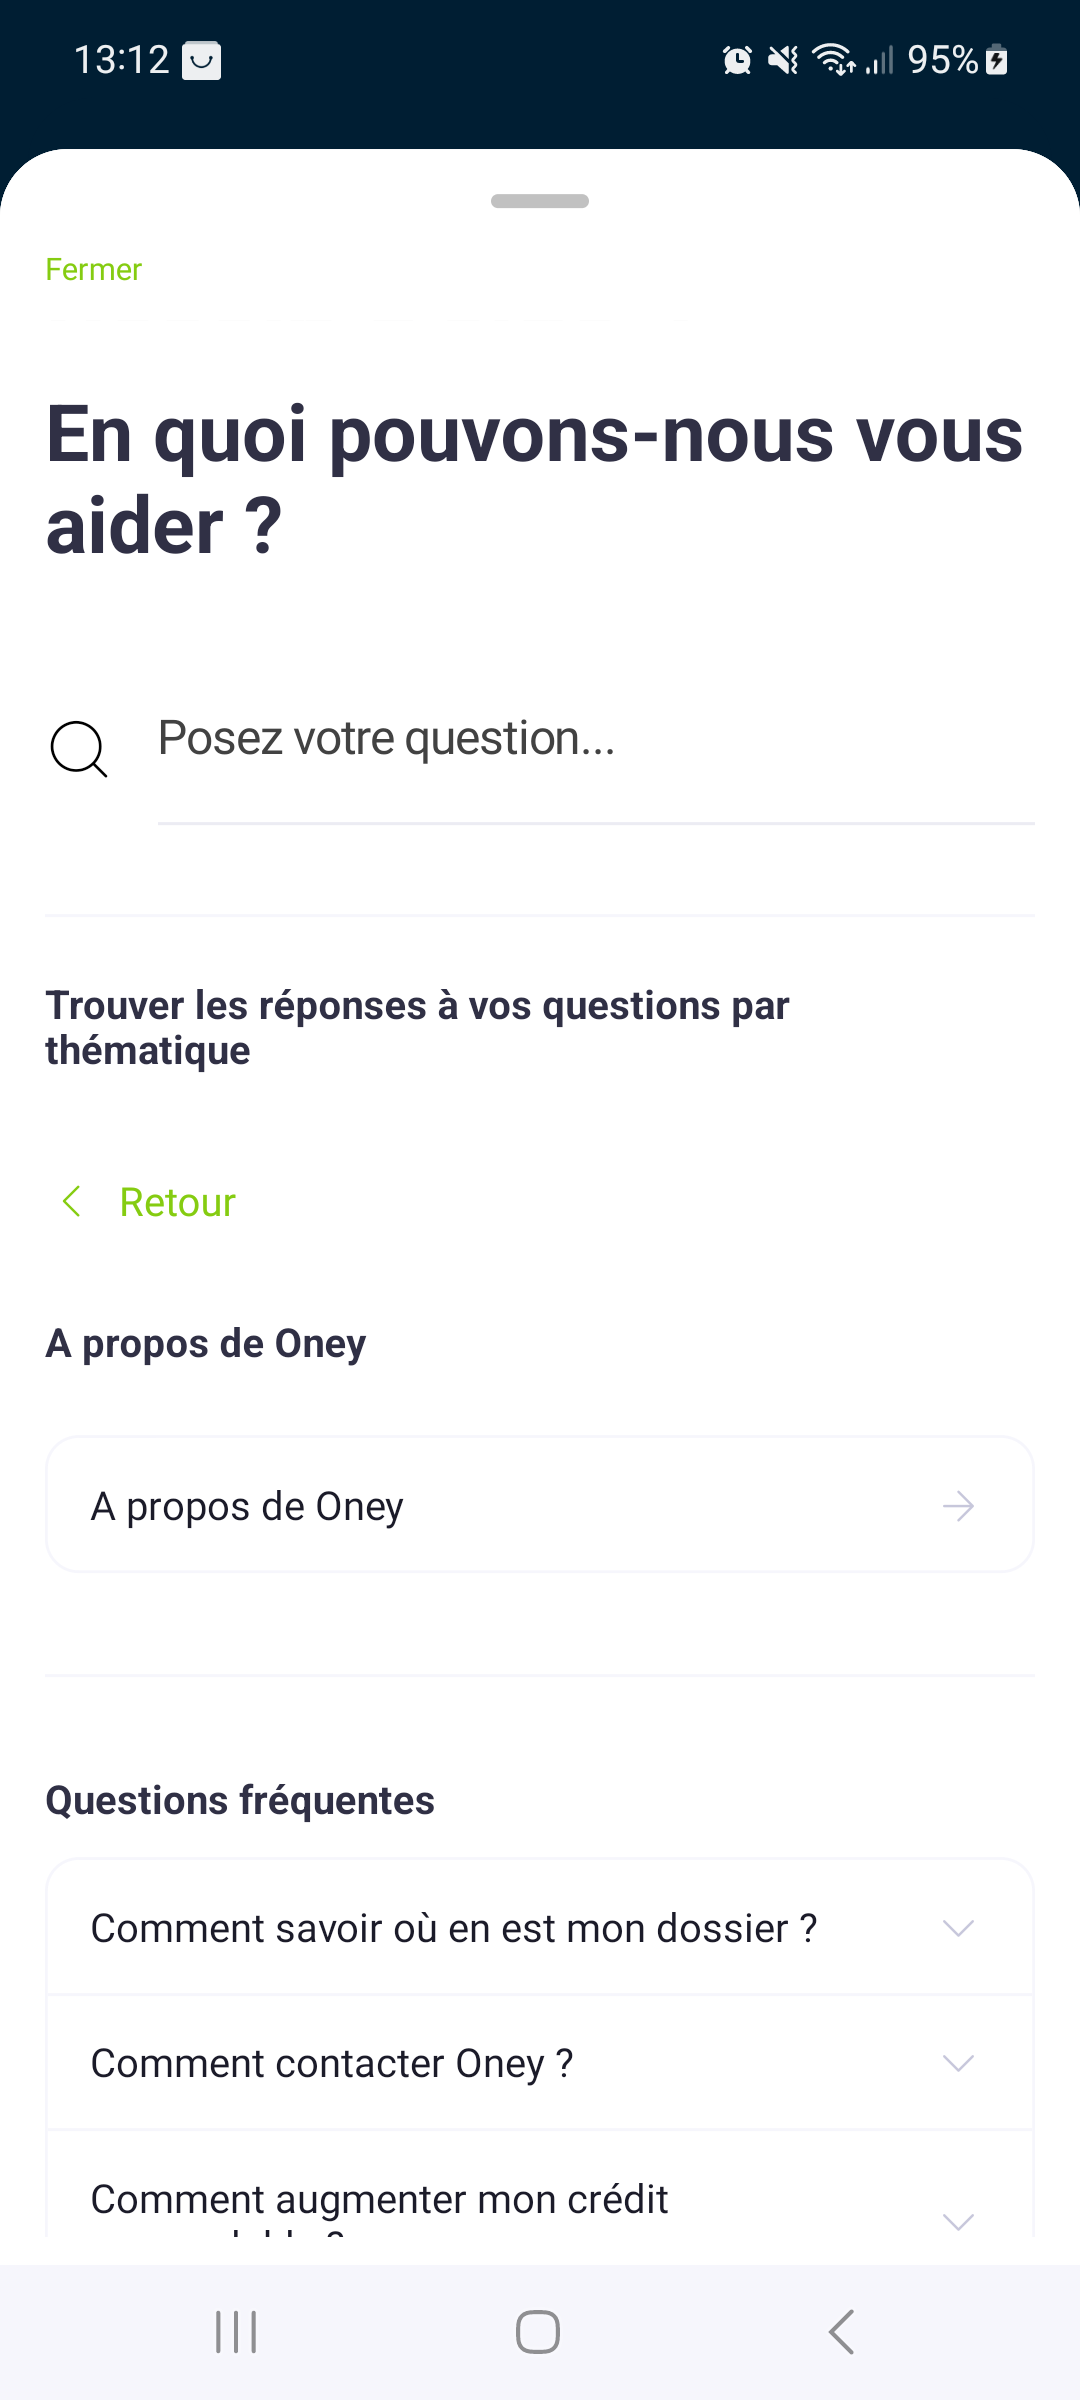 13:12
95%
Fermer
En quoi pouvons-nous vous
aider ?
Posez votre question...
Trouver les réponses à vos questions par
thématique
Retour
A propos de Oney
A propos de Oney
Questions fréquentes
Comment savoir où en est mon dossier ?
Comment contacter Oney ?
Comment augmenter mon crédit